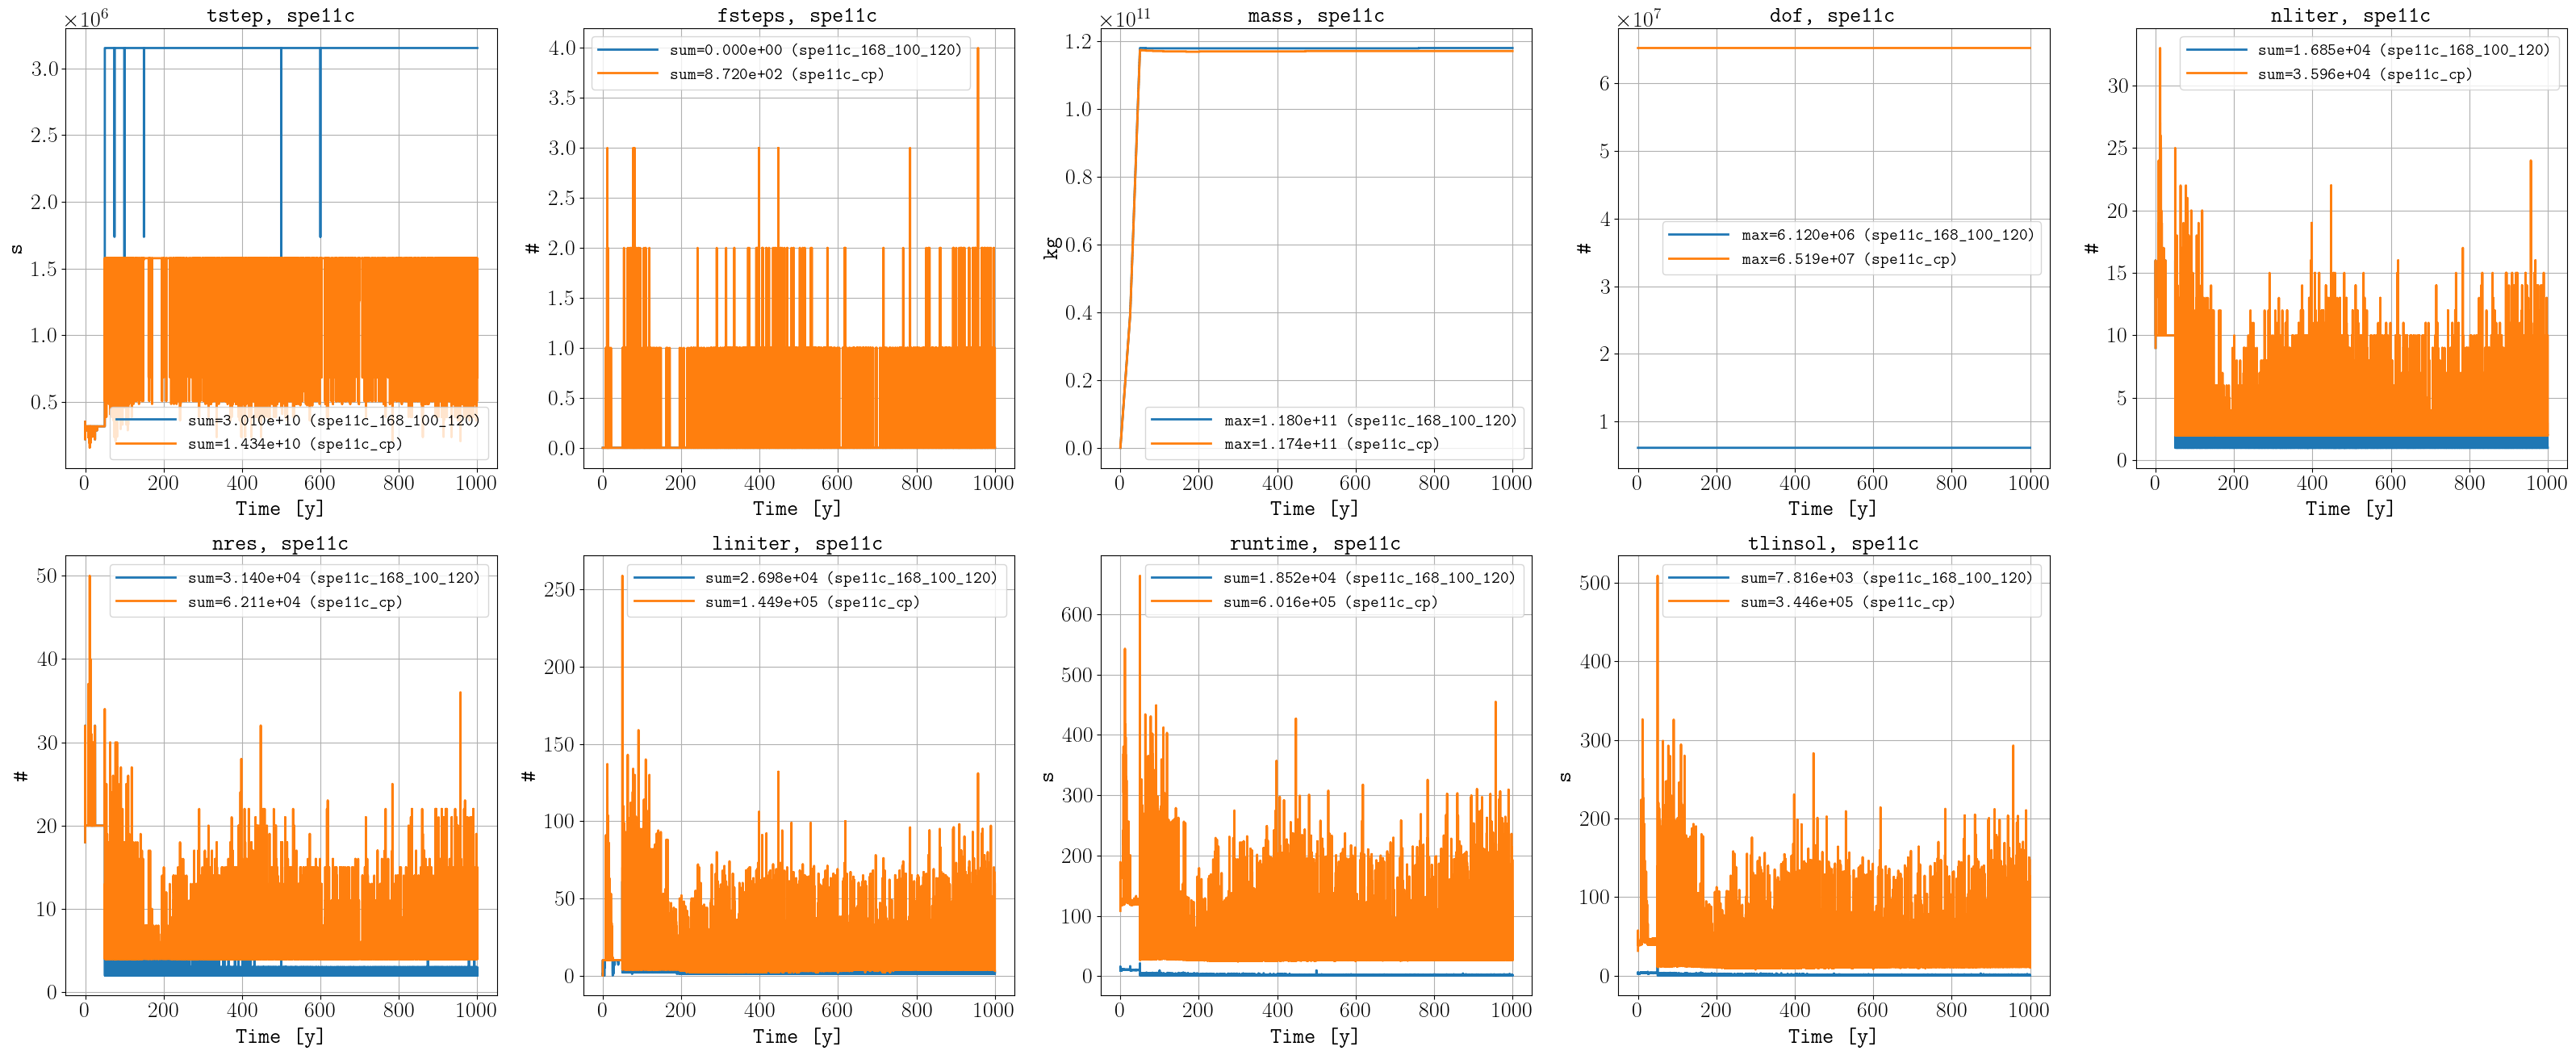 tstep, spe11c
×10⁶
3.0
2.5
2.0
1.5
1.0
0.5
s
sum=3.010e+10 (spe11c_168_100_120)
sum=1.434e+10 (spe11c_cp)
0 200 400 600 800 1000
Time [y]
fsteps, spe11c
4.0
3.5
3.0
2.5
2.0
1.5
1.0
0.5
0.0
#
sum=0.000e+00 (spe11c_168_100_120)
sum=8.720e+02 (spe11c_cp)
0 200 400 600 800 1000
Time [y]
mass, spe11c
×10¹¹
1.2
1.0
0.8
0.6
0.4
0.2
0.0
kg
max=1.180e+11 (spe11c_168_100_120)
max=1.174e+11 (spe11c_cp)
0 200 400 600 800 1000
Time [y]
dof, spe11c
×10⁷
6
5
4
3
2
1
#
max=6.120e+06 (spe11c_168_100_120)
max=6.519e+07 (spe11c_cp)
0 200 400 600 800 1000
Time [y]
nliter, spe11c
30
25
20
15
10
5
0
#
sum=1.685e+04 (spe11c_168_100_120)
sum=3.596e+04 (spe11c_cp)
0 200 400 600 800 1000
Time [y]
nres, spe11c
50
40
30
20
10
0
#
sum=3.140e+04 (spe11c_168_100_120)
sum=6.211e+04 (spe11c_cp)
0 200 400 600 800 1000
Time [y]
liniter, spe11c
250
200
150
100
50
0
#
sum=2.698e+04 (spe11c_168_100_120)
sum=1.449e+05 (spe11c_cp)
0 200 400 600 800 1000
Time [y]
runtime, spe11c
600
500
400
300
200
100
0
s
sum=1.852e+04 (spe11c_168_100_120)
sum=6.016e+05 (spe11c_cp)
0 200 400 600 800 1000
Time [y]
tlinsol, spe11c
500
400
300
200
100
0
s
sum=7.816e+03 (spe11c_168_100_120)
sum=3.446e+05 (spe11c_cp)
0 200 400 600 800 1000
Time [y]